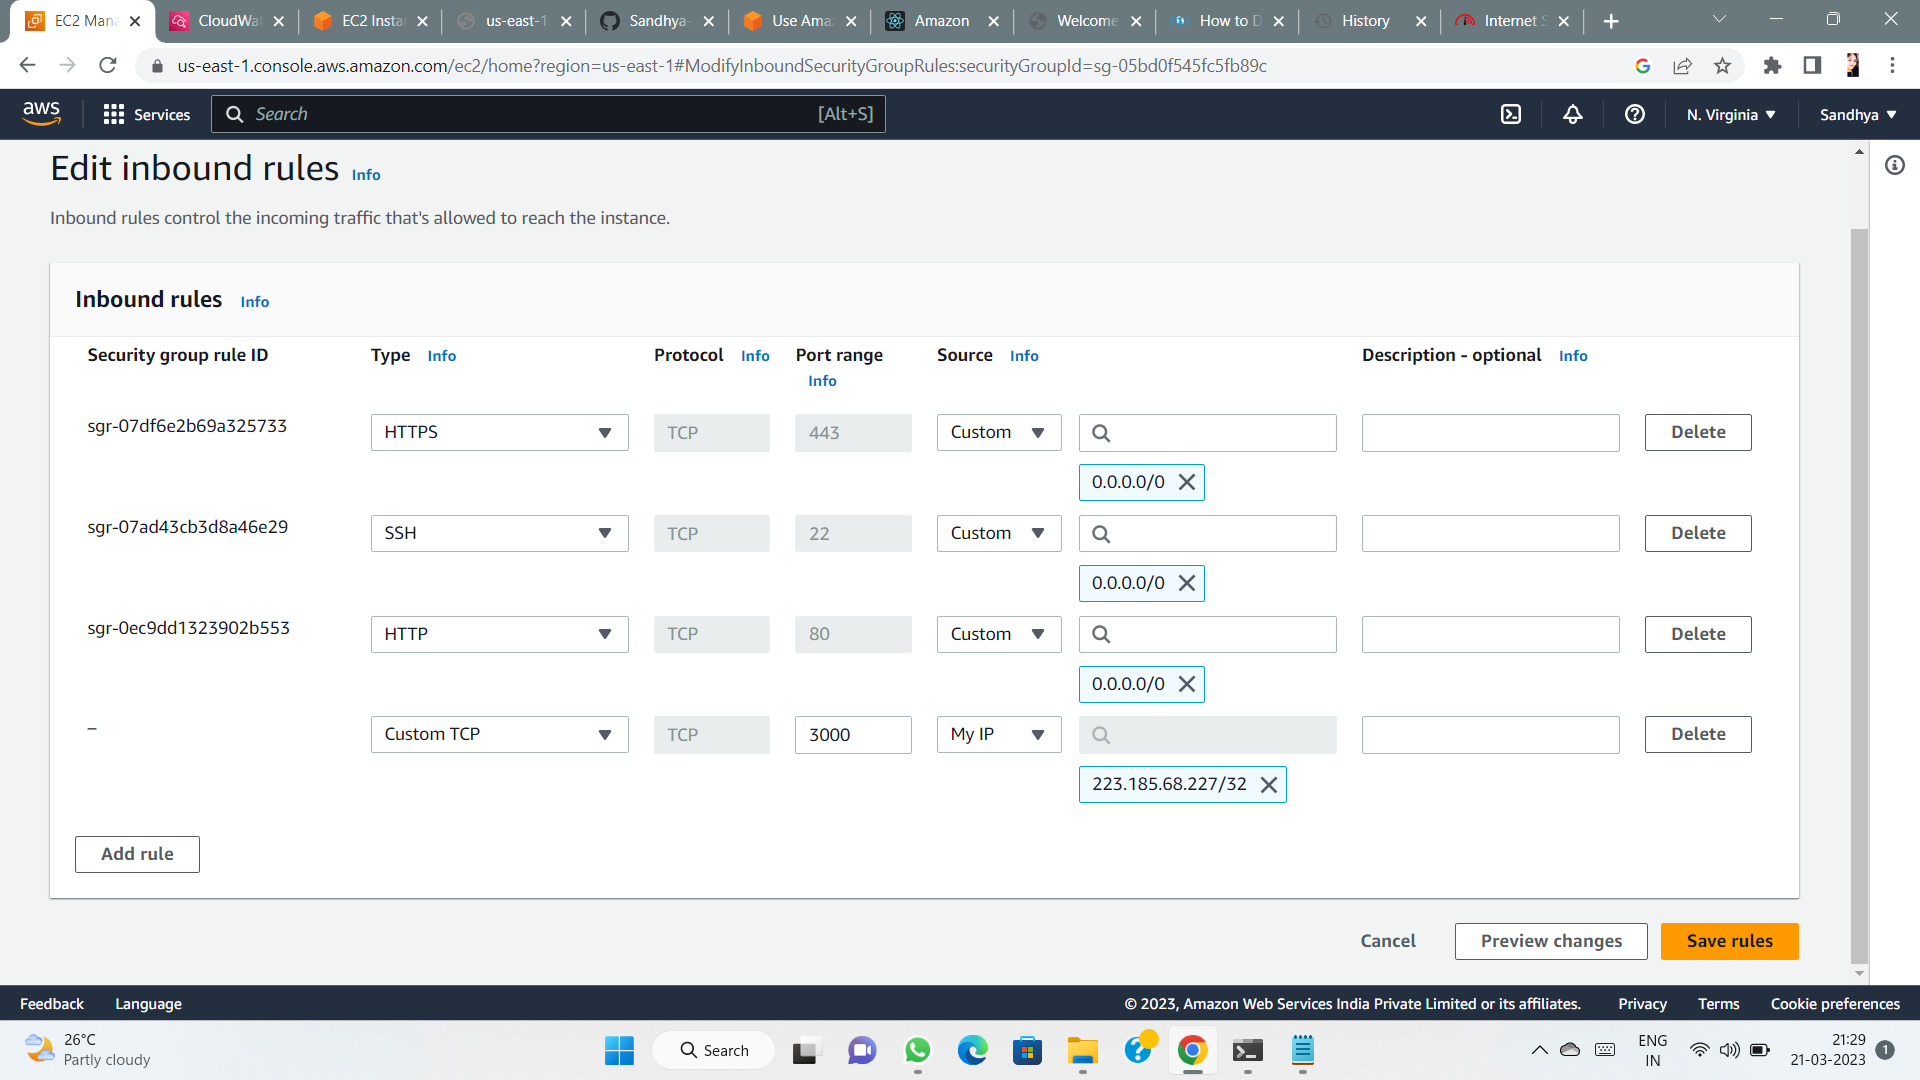 EC2 Mana
CloudWat
EC2 Insta
us-east-1.
Sandhya-
Use Amaz
Amazon
Welcome
How to D
History
Internet S
us-east-1.console.aws.amazon.com/ec2/home?region=us-east-1#ModifyInboundSecurityGroupRules:securityGroupId=sg-05bd0f545fc5fb89c
aws
Services
Search
[Alt+S]
N. Virginia
Sandhya
Edit inbound rules Info
Inbound rules control the incoming traffic that's allowed to reach the instance.
Inbound rules Info
Security group rule ID
Type Info
Protocol Info
Port range Info
Source Info
Description - optional Info
sgr-07df6e2b69a325733
HTTPS
TCP
443
Custom
Delete
0.0.0.0/0
sgr-07ad43cb3d8a46e29
SSH
TCP
22
Custom
Delete
0.0.0.0/0
sgr-0ec9dd1323902b553
HTTP
TCP
80
Custom
Delete
0.0.0.0/0
–
Custom TCP
TCP
3000
My IP
Delete
223.185.68.227/32
Add rule
Cancel
Preview changes
Save rules
Feedback
Language
© 2023, Amazon Web Services India Private Limited or its affiliates.
Privacy
Terms
Cookie preferences
26°C
Partly cloudy
Search
ENG
IN
21:29
21-03-2023
1